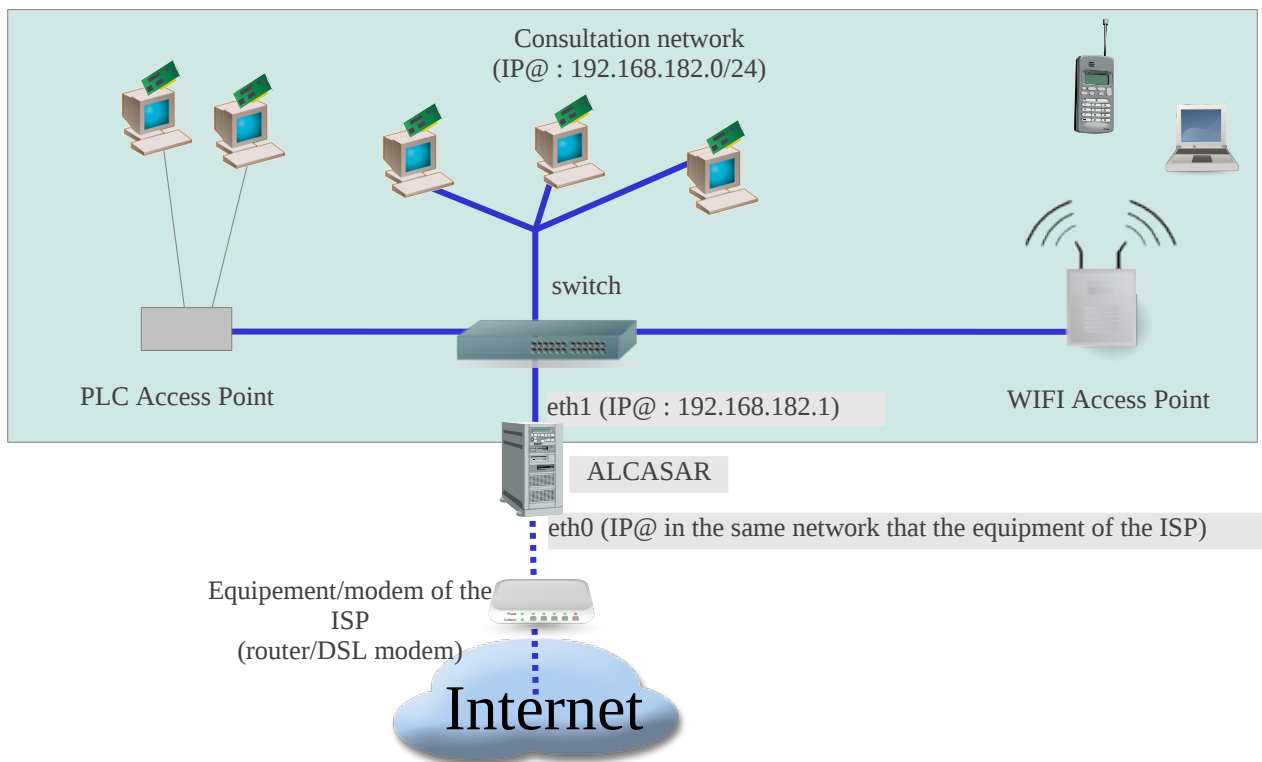 Consultation network
(IP@ : 192.168.182.0/24)
switch
PLC Access Point
eth1 (IP@ : 192.168.182.1)
WIFI Access Point
ALCASAR
eth0 (IP@ in the same network that the equipment of the ISP)
Equipement/modem of the
ISP
(router/DSL modem)
Internet